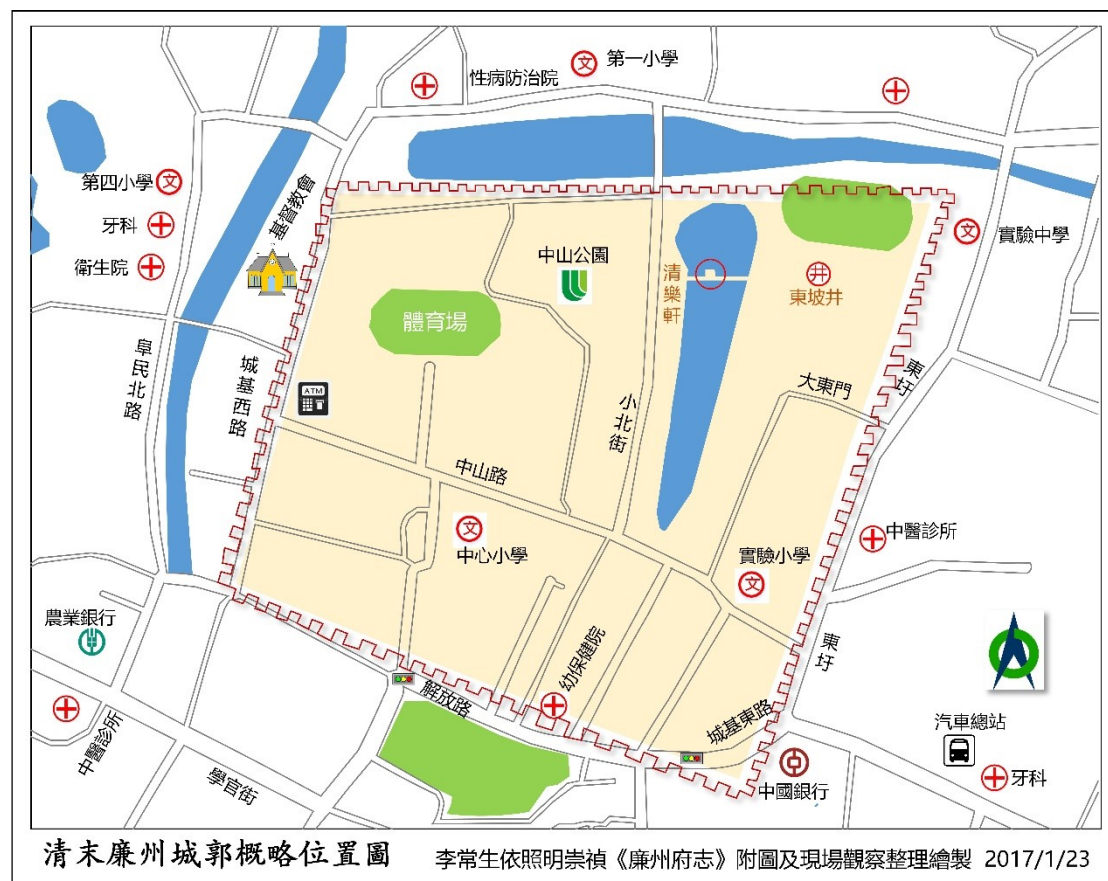 第一小學
文
性病防治院
第四小學
文
牙科
衛生院
基督教會
中山公園
清樂軒
井
東坡井
文
實驗中學
體育場
阜民北路
城基西路
ATM
小北街
大東門
東圩
中山路
文
中心小學
實驗小學
文
中醫診所
農業銀行
幼保健院
東圩
解放路
城基東路
汽車總站
中醫診所
學官街
中國銀行
牙科
清末廉州城郭概略位置圖
李常生依照明崇禎《廉州府志》附圖及現場觀察整理繪製 2017/1/23